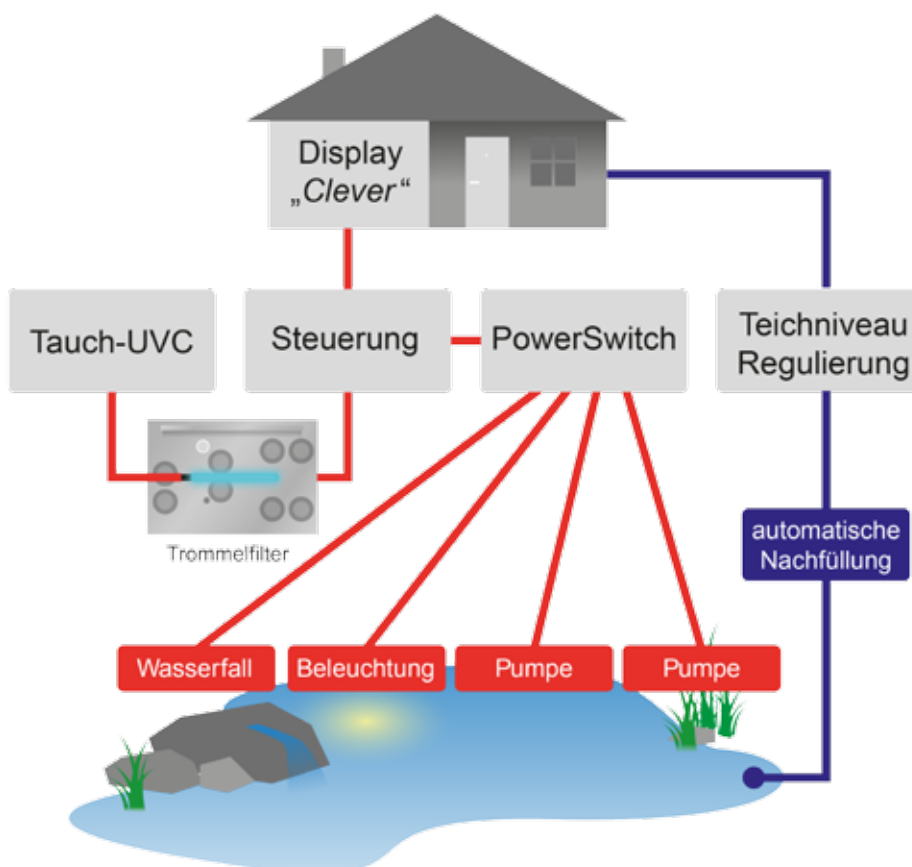 Display
„Clever“
Tauch-UVC
Steuerung
PowerSwitch
Teichniveau
Regulierung
Trommelfilter
automatische
Nachfüllung
Wasserfall
Beleuchtung
Pumpe
Pumpe